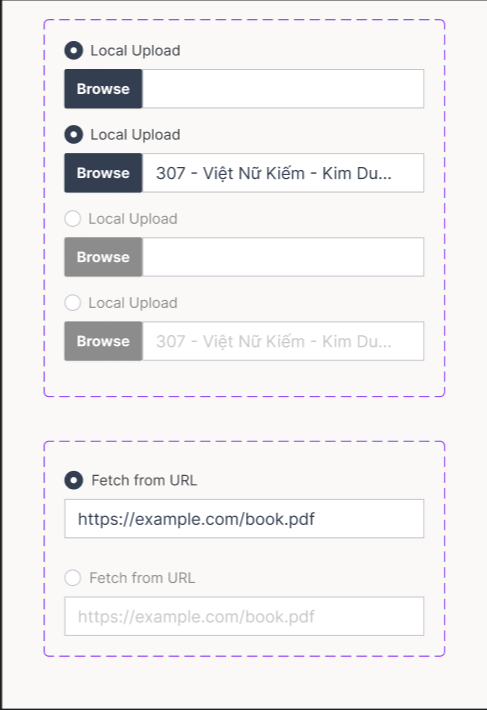 Local Upload
Browse
Local Upload
Browse 307 - Việt Nữ Kiếm - Kim Du...
Local Upload
Browse
Local Upload
Browse 307 - Việt Nữ Kiếm - Kim Du...
Fetch from URL
https://example.com/book.pdf
Fetch from URL
https://example.com/book.pdf